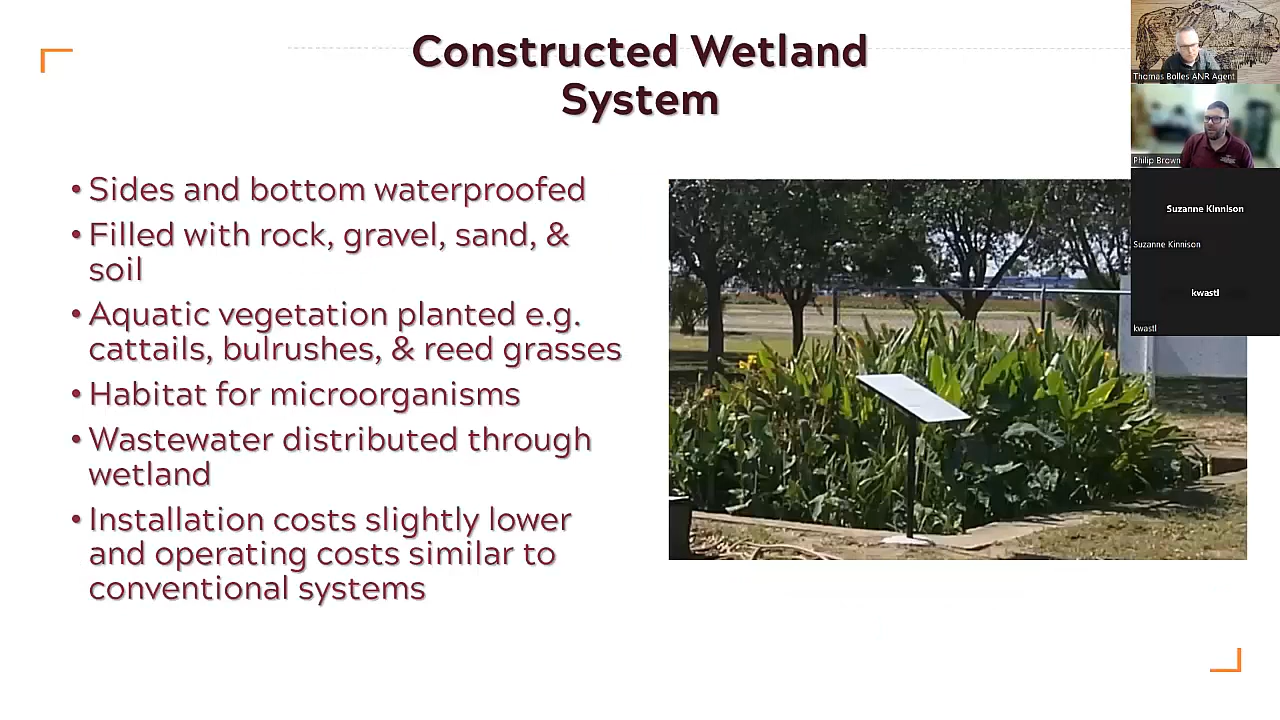 Constructed Wetland
System
• Sides and bottom waterproofed
• Filled with rock, gravel, sand, &
soil
• Aquatic vegetation planted e.g.
cattails, bulrushes, & reed grasses
• Habitat for microorganisms
• Wastewater distributed through
wetland
• Installation costs slightly lower
and operating costs similar to
conventional systems
Thomas Bolles ANR Agent
Philip Brown
Suzanne Kinnison
Suzanne Kinnison
kwastl
kwastl